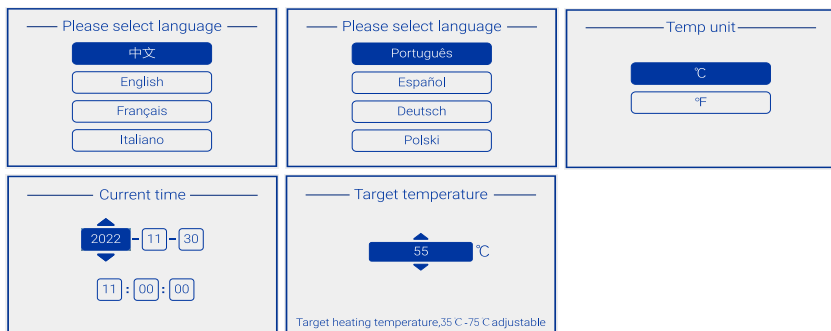 Please select language
中文
English
Français
Italiano
Please select language
Português
Español
Deutsch
Polski
Temp unit
℃
°F
Current time
2022-11-30
11:00:00
Target temperature
55 ℃
Target heating temperature,35 C -75 C adjustable